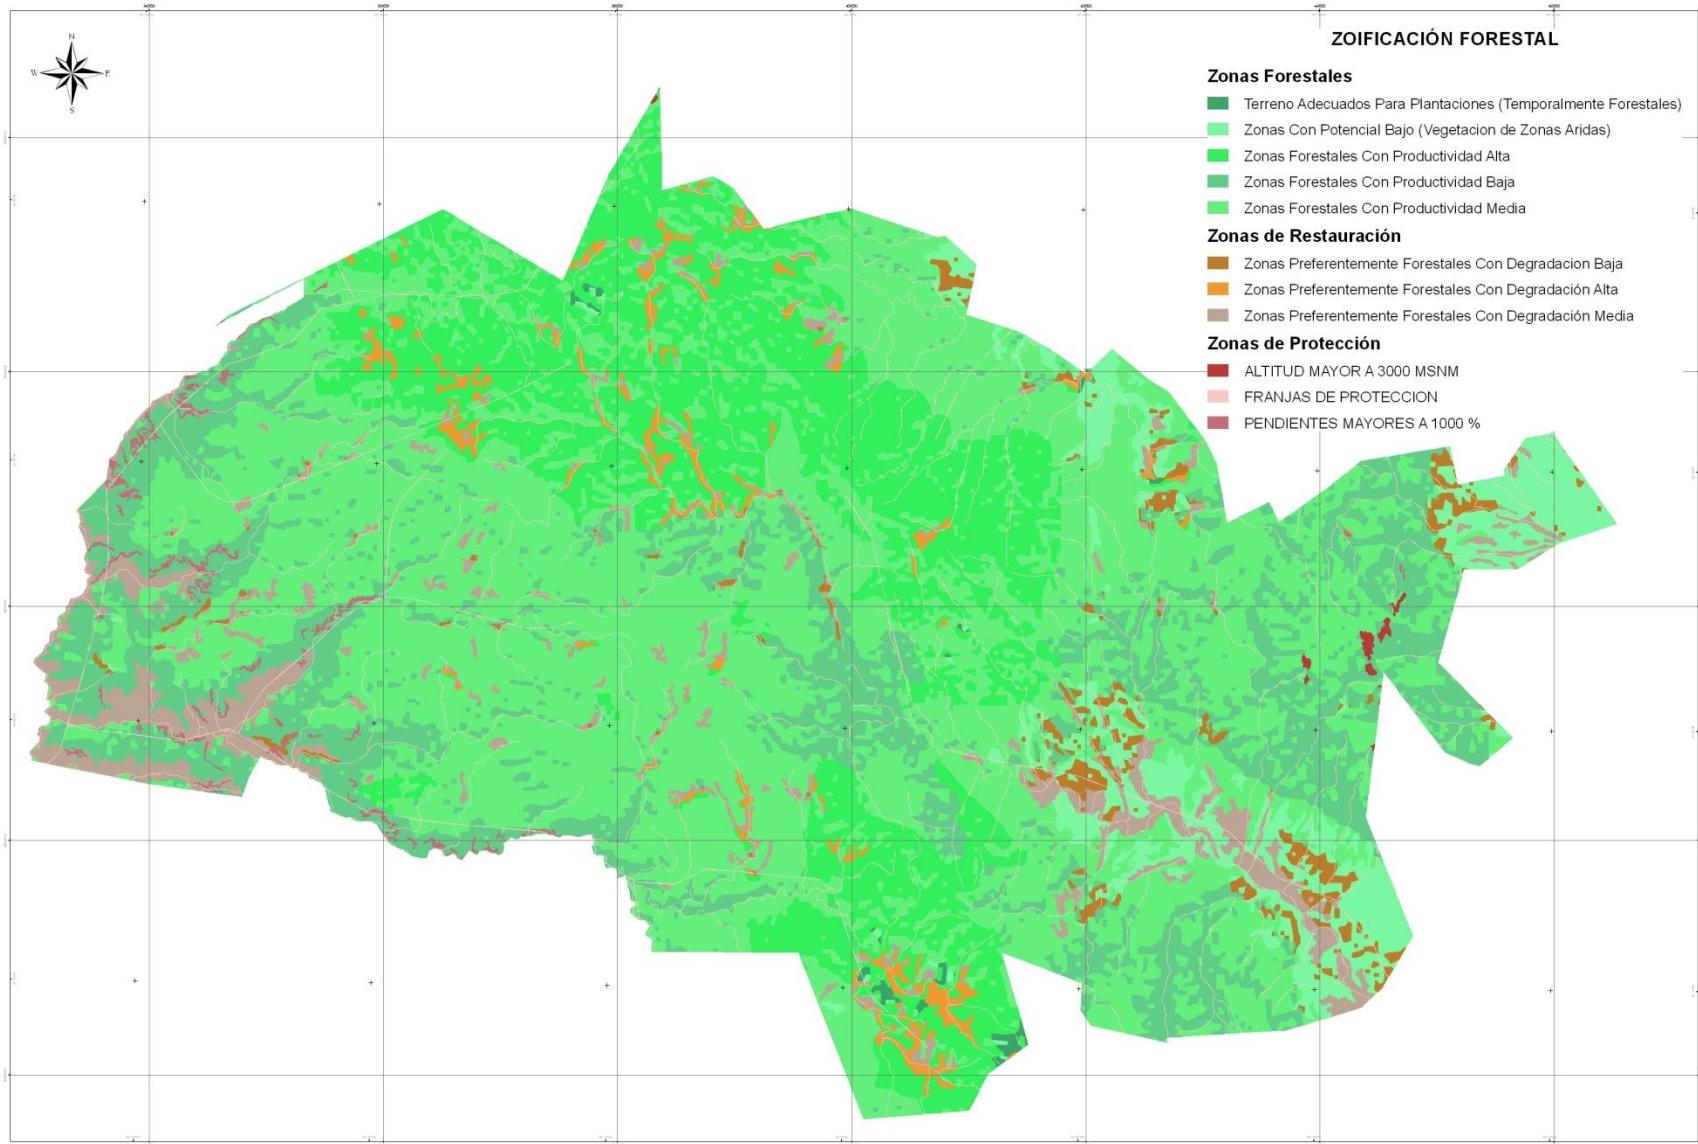 N
W E
S
ZOIFICACIÓN FORESTAL
Zonas Forestales
Terreno Adecuados Para Plantaciones (Temporalmente Forestales)
Zonas Con Potencial Bajo (Vegetacion de Zonas Aridas)
Zonas Forestales Con Productividad Alta
Zonas Forestales Con Productividad Baja
Zonas Forestales Con Productividad Media
Zonas de Restauración
Zonas Preferentemente Forestales Con Degradacion Baja
Zonas Preferentemente Forestales Con Degradación Alta
Zonas Preferentemente Forestales Con Degradación Media
Zonas de Protección
ALTITUD MAYOR A 3000 MSNM
FRANJAS DE PROTECCION
PENDIENTES MAYORES A 1000 %